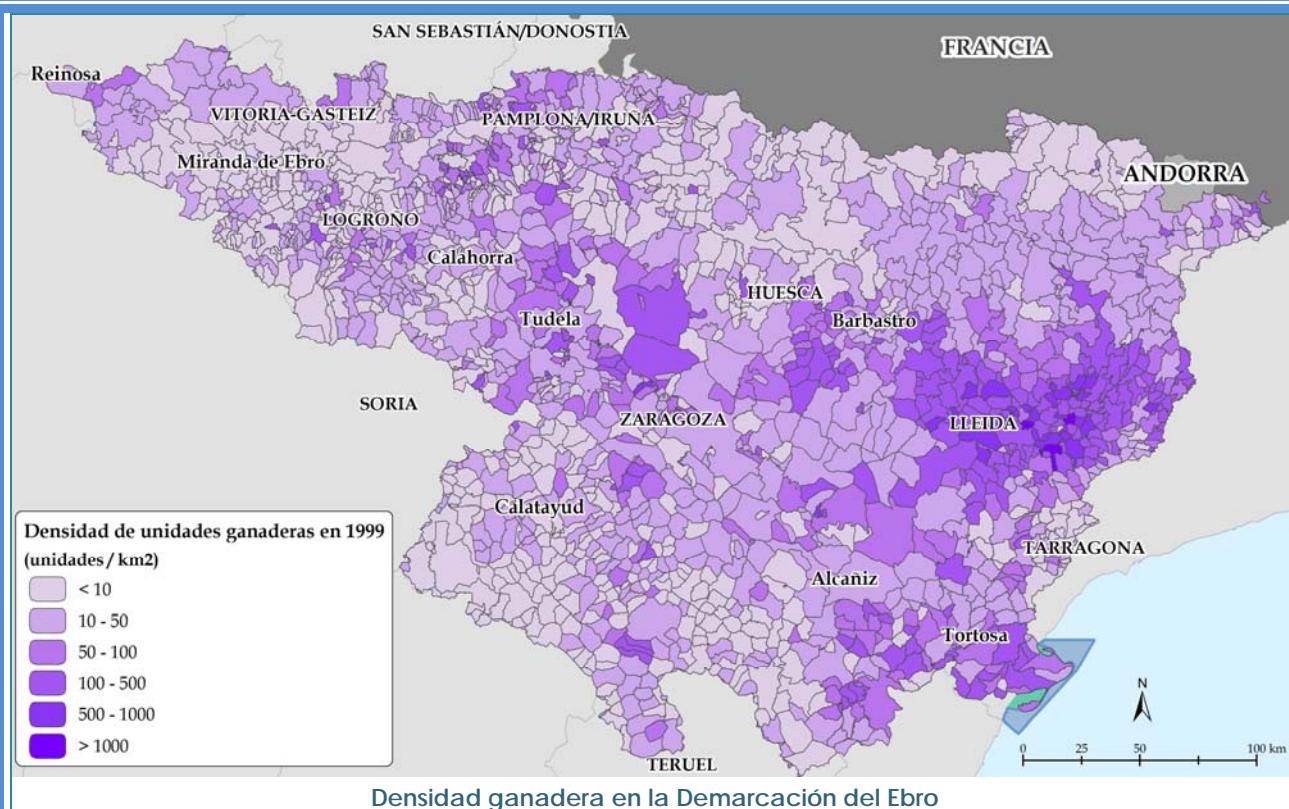 SAN SEBASTIÁN/DONOSTIA
FRANCIA
Reinosa
VITORIA-GASTEIZ
PAMPLONA/IRUÑA
Miranda de Ebro
ANDORRA
LOGROÑO
Calahorra
HUESCA
Tudela
Barbastro
SORIA
ZARAGOZA
LLEIDA
Calatayud
Densidad de unidades ganaderas en 1999
(unidades / km2)
< 10
10 - 50
50 - 100
100 - 500
500 - 1000
> 1000
TARRAGONA
Alcañiz
Tortosa
N
0 25 50 100 km
TERUEL
Densidad ganadera en la Demarcación del Ebro